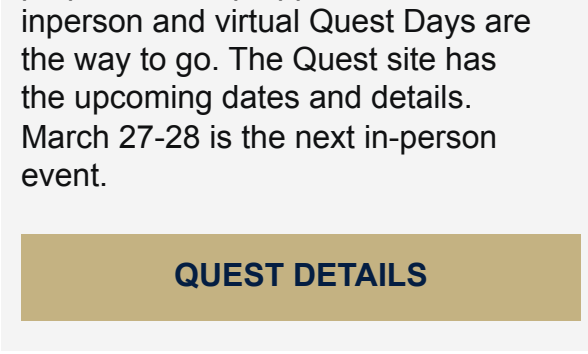 inperson and virtual Quest Days are
the way to go. The Quest site has
the upcoming dates and details.
March 27-28 is the next in-person
event.
QUEST DETAILS